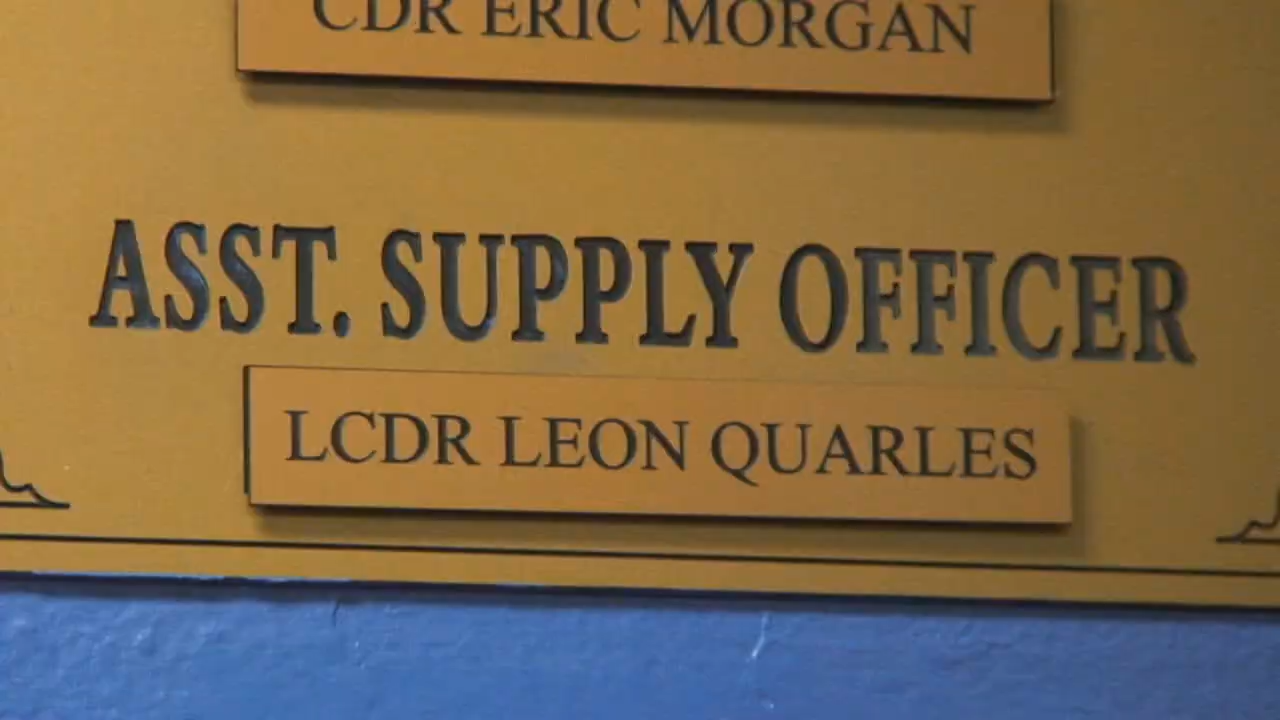 CDR ERIC MORGAN
ASST. SUPPLY OFFICER
LCDR LEON QUARLES